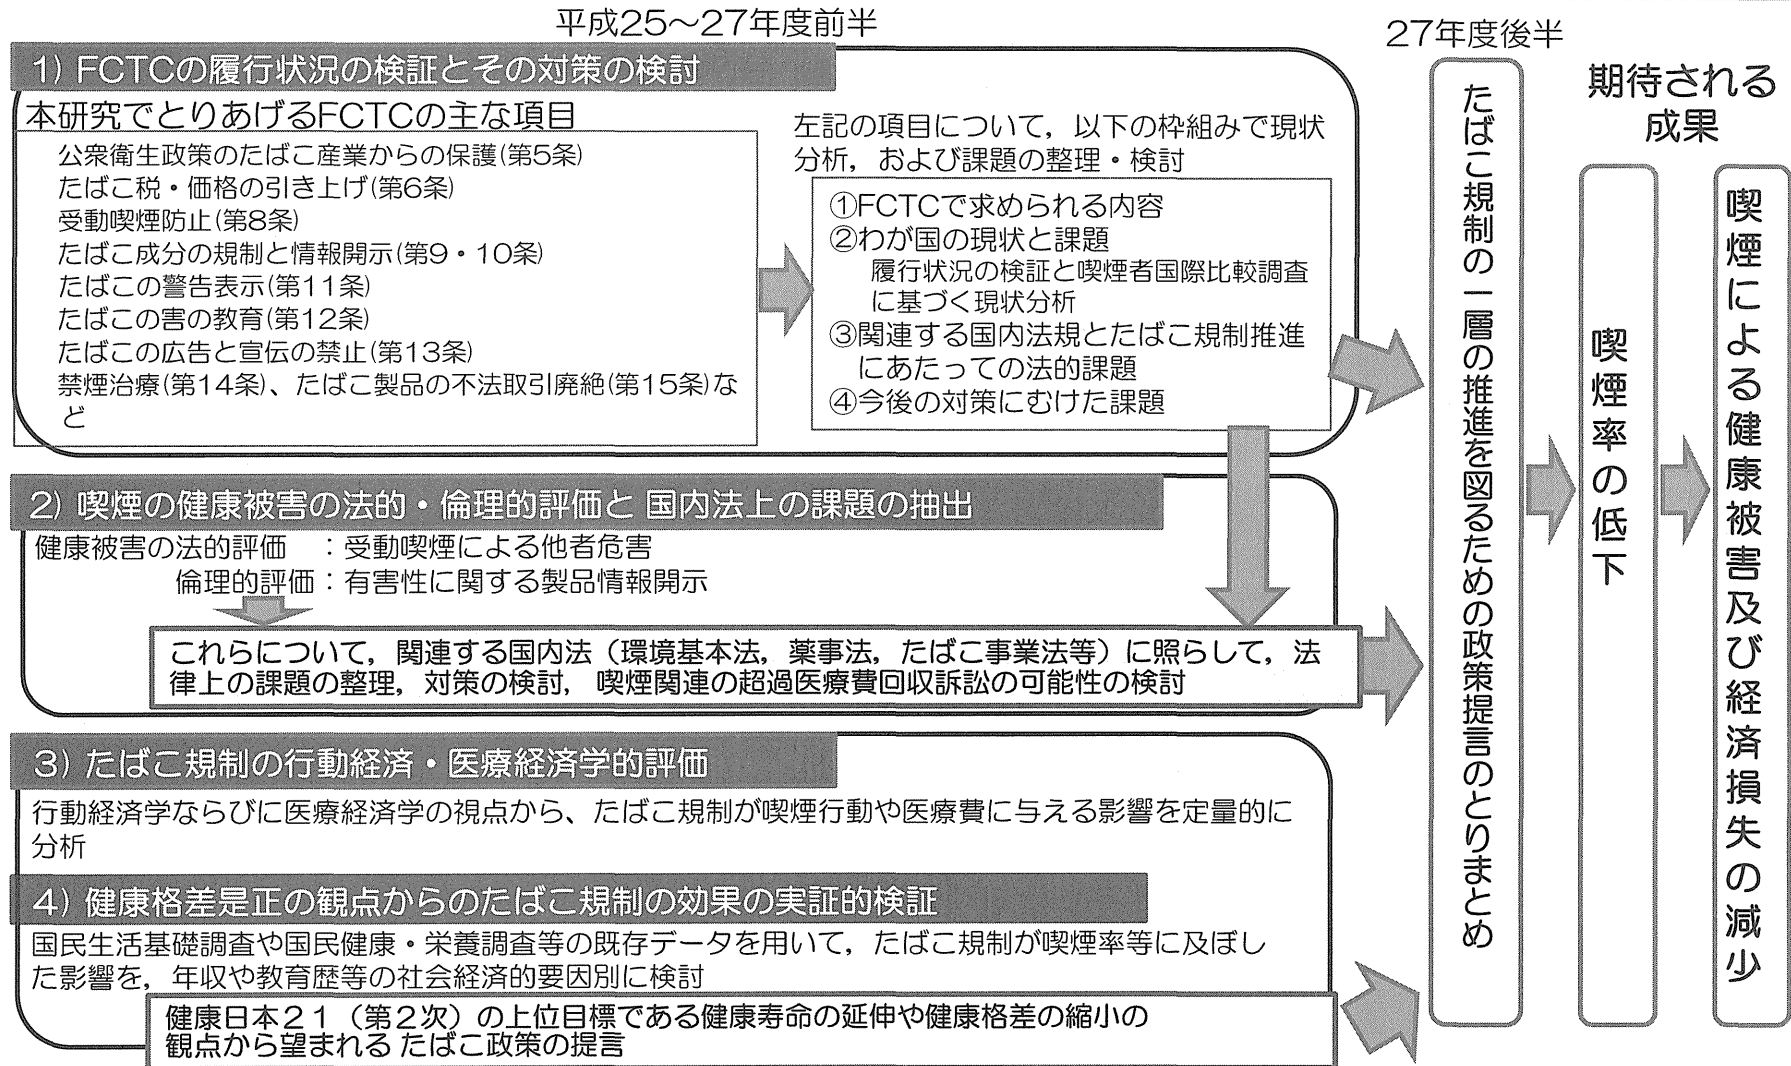 平成25～27年度前半
1) FCTCの履行状況の検証とその対策の検討
本研究でとりあげるFCTCの主な項目
公衆衛生政策のたばこ産業からの保護(第5条)
たばこ税・価格の引き上げ(第6条)
受動喫煙防止(第8条)
たばこ成分の規制と情報開示(第9・10条)
たばこの警告表示(第11条)
たばこの害の教育(第12条)
たばこの広告と宣伝の禁止(第13条)
禁煙治療(第14条)、たばこ製品の不法取引廃絶(第15条)な
ど
左記の項目について，以下の枠組みで現状
分析，および課題の整理・検討
①FCTCで求められる内容
②わが国の現状と課題
履行状況の検証と喫煙者国際比較調査
に基づく現状分析
③関連する国内法規とたばこ規制推進
にあたっての法的課題
④今後の対策にむけた課題
2) 喫煙の健康被害の法的・倫理的評価と 国内法上の課題の抽出
健康被害の法的評価　：受動喫煙による他者危害
倫理的評価：有害性に関する製品情報開示
これらについて，関連する国内法（環境基本法，薬事法，たばこ事業法等）に照らして，法
律上の課題の整理，対策の検討，喫煙関連の超過医療費回収訴訟の可能性の検討
3) たばこ規制の行動経済・医療経済学的評価
行動経済学ならびに医療経済学の視点から、たばこ規制が喫煙行動や医療費に与える影響を定量的に
分析
4) 健康格差是正の観点からのたばこ規制の効果の実証的検証
国民生活基礎調査や国民健康・栄養調査等の既存データを用いて，たばこ規制が喫煙率等に及ぼし
た影響を，年収や教育歴等の社会経済的要因別に検討
健康日本２１（第２次）の上位目標である健康寿命の延伸や健康格差の縮小の
観点から望まれる たばこ政策の提言
27年度後半
たばこ規制の一層の推進を図るための政策提言のとりまとめ
期待される
成果
喫煙率の低下
喫煙による健康被害及び経済損失の減少